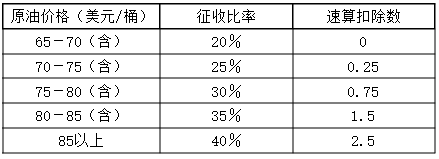 原油价格（美元/桶） 征收比率 速算扣除数
65－70（含） 20% 0
70－75（含） 25% 0.25
75－80（含） 30% 0.75
80－85（含） 35% 1.5
85以上 40% 2.5